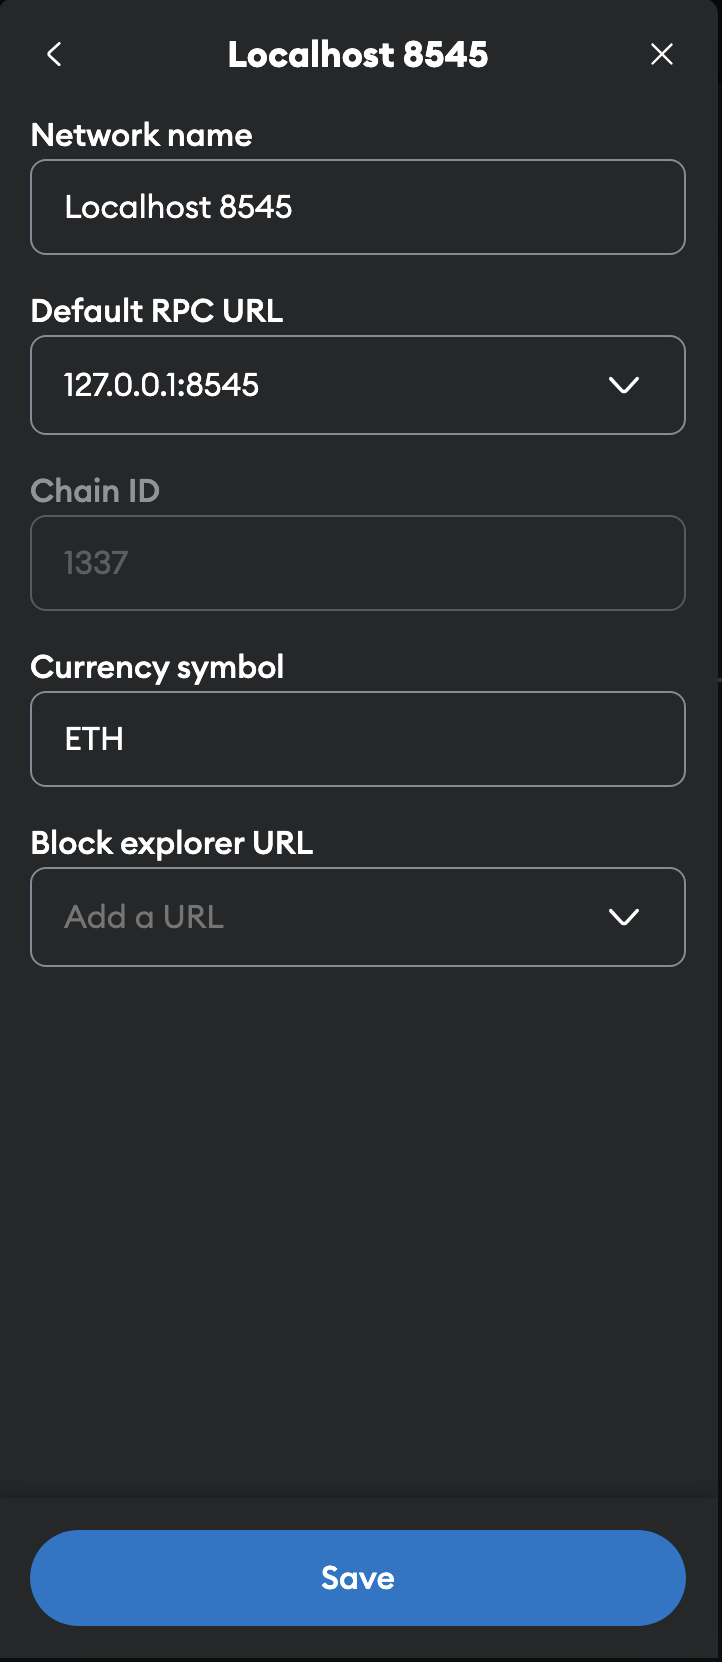 Localhost 8545
Network name
Localhost 8545
Default RPC URL
127.0.0.1:8545
Chain ID
1337
Currency symbol
ETH
Block explorer URL
Add a URL
Save